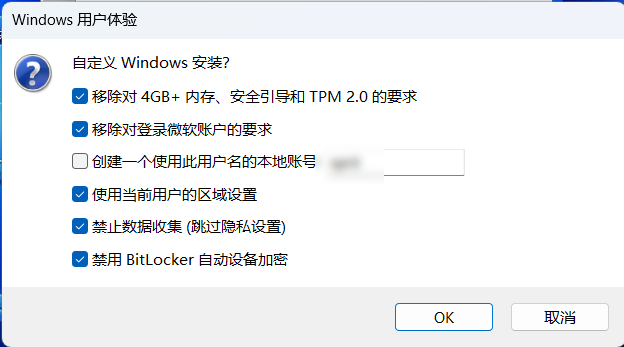 Windows 用户体验
自定义 Windows 安装？
移除对 4GB+ 内存、安全引导和 TPM 2.0 的要求
移除对登录微软账户的要求
创建一个使用此用户名的本地账号
使用当前用户的区域设置
禁止数据收集 (跳过隐私设置)
禁用 BitLocker 自动设备加密
OK
取消